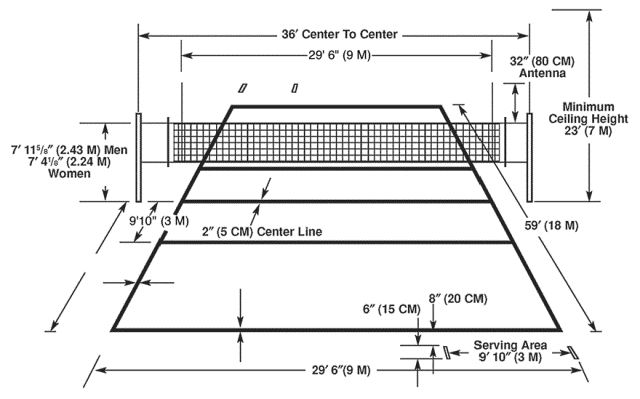 36′ Center To Center
29′ 6″ (9 M)
32″ (80 CM)
Antenna
Minimum
Ceiling Height
23′ (7 M)
7′ 11⁵/₈″ (2.43 M) Men
7′ 4¹/₈″ (2.24 M)
Women
9′10″ (3 M)
2″ (5 CM) Center Line
59′ (18 M)
6″ (15 CM)
8″ (20 CM)
Serving Area
9′ 10″ (3 M)
29′ 6″(9 M)